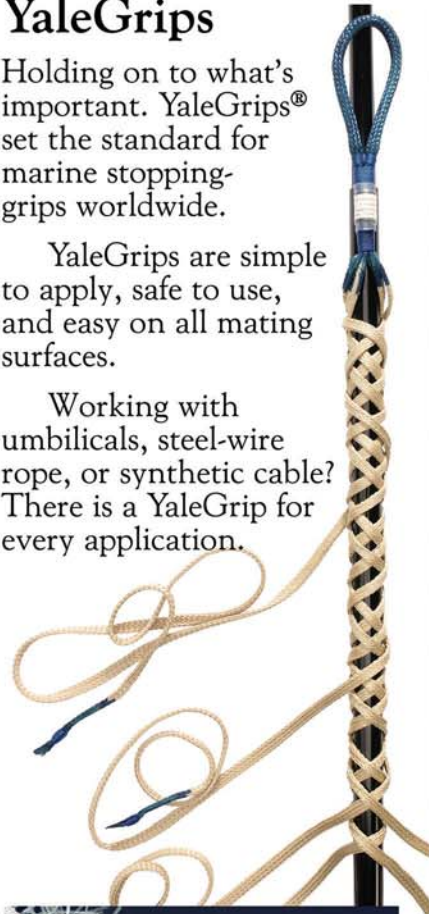 YaleGrips
Holding on to what's
important. YaleGrips®
set the standard for
marine stopping-
grips worldwide.
YaleGrips are simple
to apply, safe to use,
and easy on all mating
surfaces.
Working with
umbilicals, steel-wire
rope, or synthetic cable?
There is a YaleGrip for
every application.